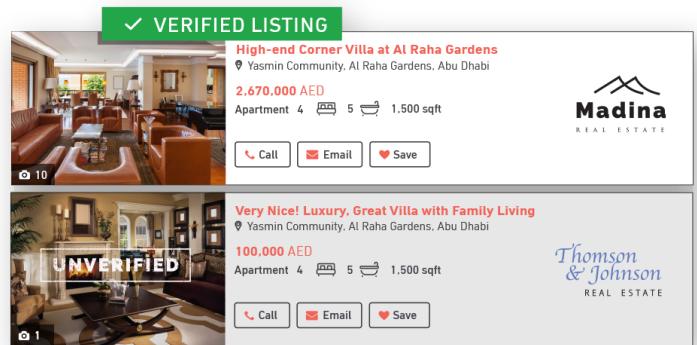 VERIFIED LISTING
High-end Corner Villa at Al Raha Gardens
Yasmin Community, Al Raha Gardens, Abu Dhabi
2.670.000 AED
Apartment 4 5 1.500 sqft
Madina
REAL ESTATE
Call Email Save
10
Very Nice! Luxury, Great Villa with Family Living
Yasmin Community, Al Raha Gardens, Abu Dhabi
100,000 AED
UNVERIFIED
Apartment 4 5 1.500 sqft
Thomson
& Johnson
REAL ESTATE
Call Email Save
1